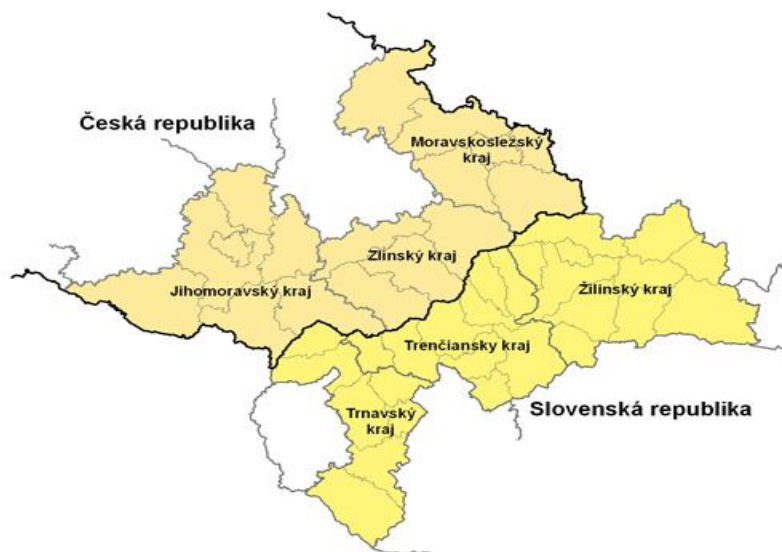 Česká republika
Moravskoslezský
kraj
Zlínský kraj
Jihomoravský kraj
Žilinský kraj
Trenčiansky kraj
Trnavský
kraj
Slovenská republika